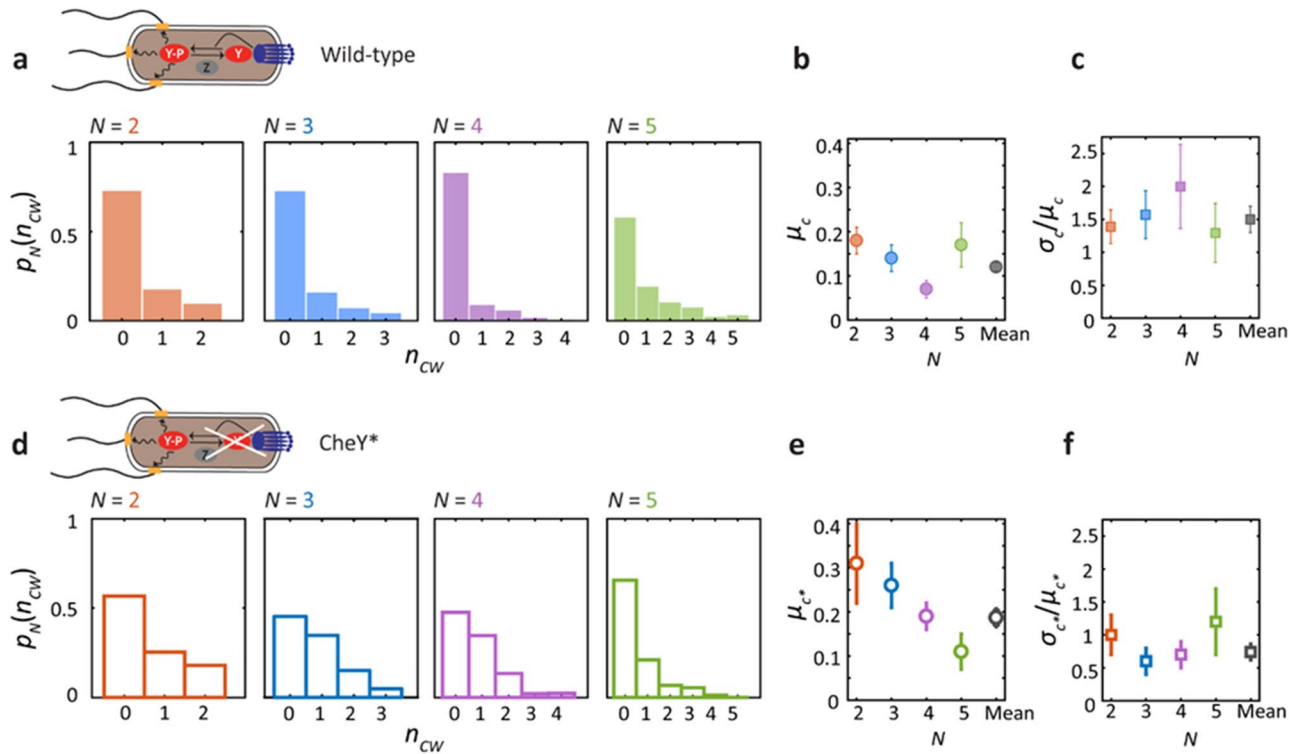 a
Y-P
Y
Z
Wild-type
b
c
N = 2
N = 3
N = 4
N = 5
p_N(n_CW)
1
0.5
0
0 1 2
0 1 2 3
0 1 2 3 4
0 1 2 3 4 5
n_CW
μ_c
0.4
0.3
0.2
0.1
0
2 3 4 5 Mean
N
σ_c/μ_c
2.5
2
1.5
1
0.5
0
2 3 4 5 Mean
N
d
Y-P
CheY*
e
f
N = 2
N = 3
N = 4
N = 5
p_N(n_CW)
1
0.5
0
0 1 2
0 1 2 3
0 1 2 3 4
0 1 2 3 4 5
n_CW
μ_c*
0.4
0.3
0.2
0.1
0
2 3 4 5 Mean
N
σ_c*/μ_c*
2.5
2
1.5
1
0.5
0
2 3 4 5 Mean
N